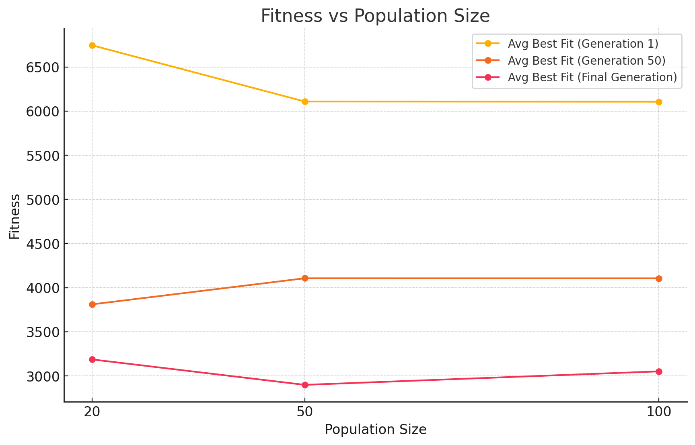 Fitness vs Population Size
Avg Best Fit (Generation 1)
Avg Best Fit (Generation 50)
Avg Best Fit (Final Generation)
Fitness
6500
6000
5500
5000
4500
4000
3500
3000
20
50
100
Population Size